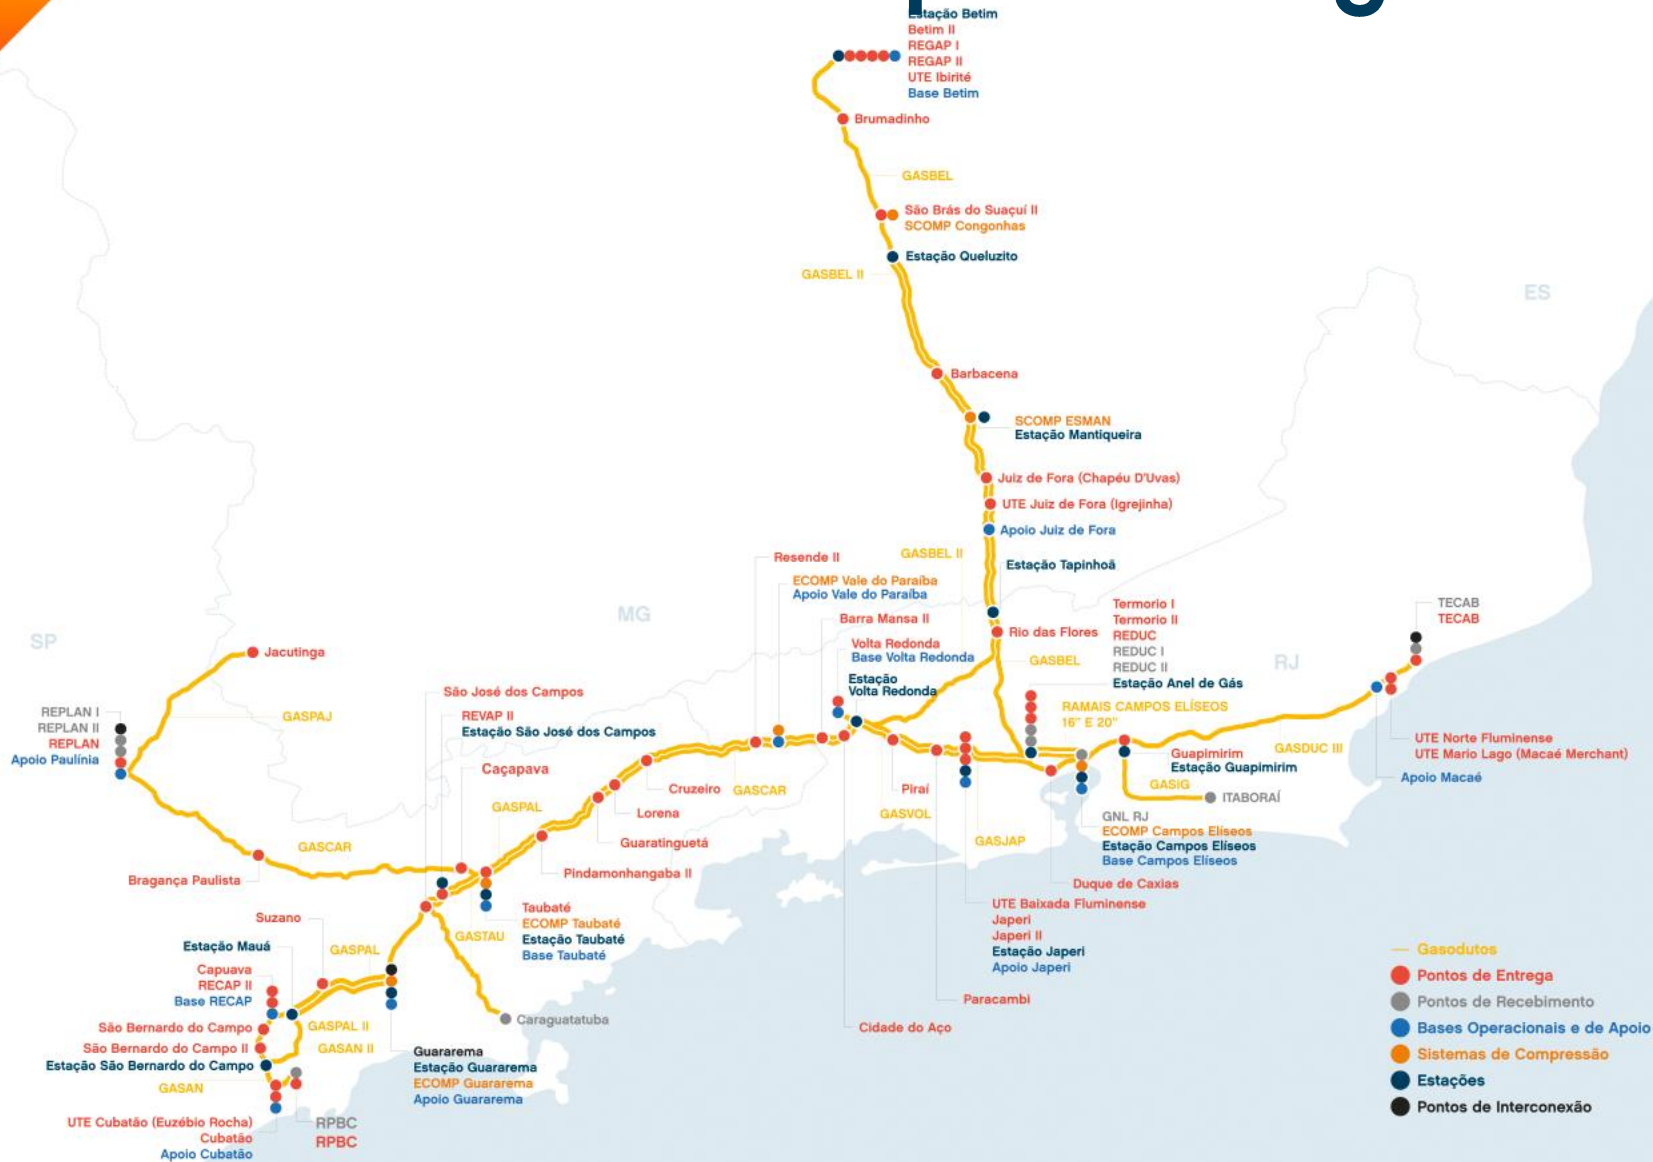 Estação Betim
Betim II
REGAP I
REGAP II
UTE Ibirité
Base Betim
Brumadinho
GASBEL
São Brás do Suaçuí II
SCOMP Congonhas
Estação Queluzito
GASBEL II
ES
Barbacena
SCOMP ESMAN
Estação Mantiqueira
Juiz de Fora (Chapéu D'Uvas)
UTE Juiz de Fora (Igrejinha)
Apoio Juiz de Fora
GASBEL II
Estação Tapinhoã
Resende II
ECOMP Vale do Paraíba
Apoio Vale do Paraíba
MG
Barra Mansa II
Volta Redonda
Base Volta Redonda
Estação
Volta Redonda
Rio das Flores
GASBEL
Termorio I
Termorio II
REDUC
REDUC I
REDUC II
Estação Anel de Gás
RAMAIS CAMPOS ELÍSEOS
16" E 20"
RJ
TECAB
TECAB
SP
Jacutinga
GASPAJ
REPLAN I
REPLAN II
REPLAN
Apoio Paulínia
São José dos Campos
REVAP II
Estação São José dos Campos
Caçapava
GASPAL
Cruzeiro
GASCAR
Lorena
Guaratinguetá
Pindamonhangaba II
Piraí
GASVOL
GASJAP
Guapimirim
Estação Guapimirim
GASIG
ITABORAÍ
GASDUC III
UTE Norte Fluminense
UTE Mario Lago (Macaé Merchant)
Apoio Macaé
GNL RJ
ECOMP Campos Elíseos
Estação Campos Elíseos
Base Campos Elíseos
Duque de Caxias
UTE Baixada Fluminense
Japeri
Japeri II
Estação Japeri
Apoio Japeri
Paracambi
Cidade do Aço
GASCAR
Bragança Paulista
Suzano
GASPAL
GASTAU
Taubaté
ECOMP Taubaté
Estação Taubaté
Base Taubaté
Estação Mauá
Capuava
RECAP II
Base RECAP
São Bernardo do Campo
São Bernardo do Campo II
Estação São Bernardo do Campo
GASPAL II
GASAN II
GASAN
Caraguatatuba
Guararema
Estação Guararema
ECOMP Guararema
Apoio Guararema
UTE Cubatão (Euzébio Rocha)
Cubatão
Apoio Cubatão
RPBC
RPBC
Gasodutos
Pontos de Entrega
Pontos de Recebimento
Bases Operacionais e de Apoio
Sistemas de Compressão
Estações
Pontos de Interconexão